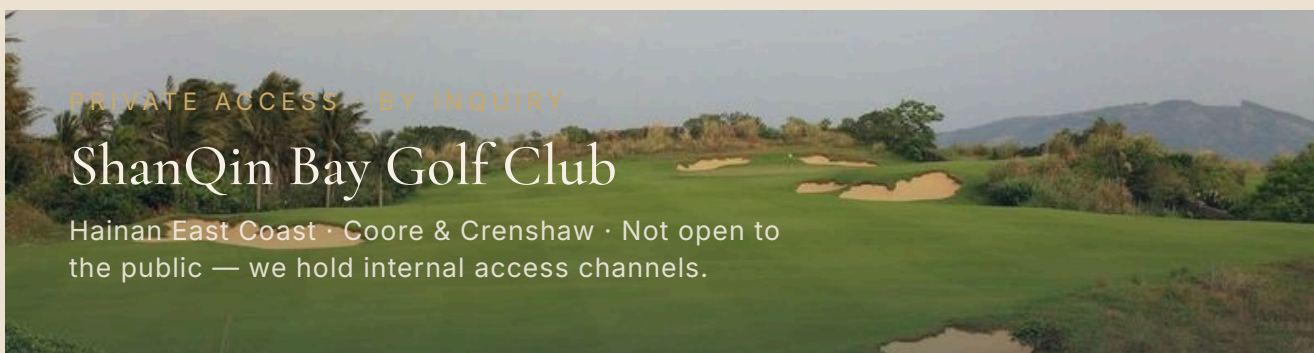 PRIVATE ACCESS · BY INQUIRY
ShanQin Bay Golf Club
Hainan East Coast · Coore & Crenshaw · Not open to
the public — we hold internal access channels.